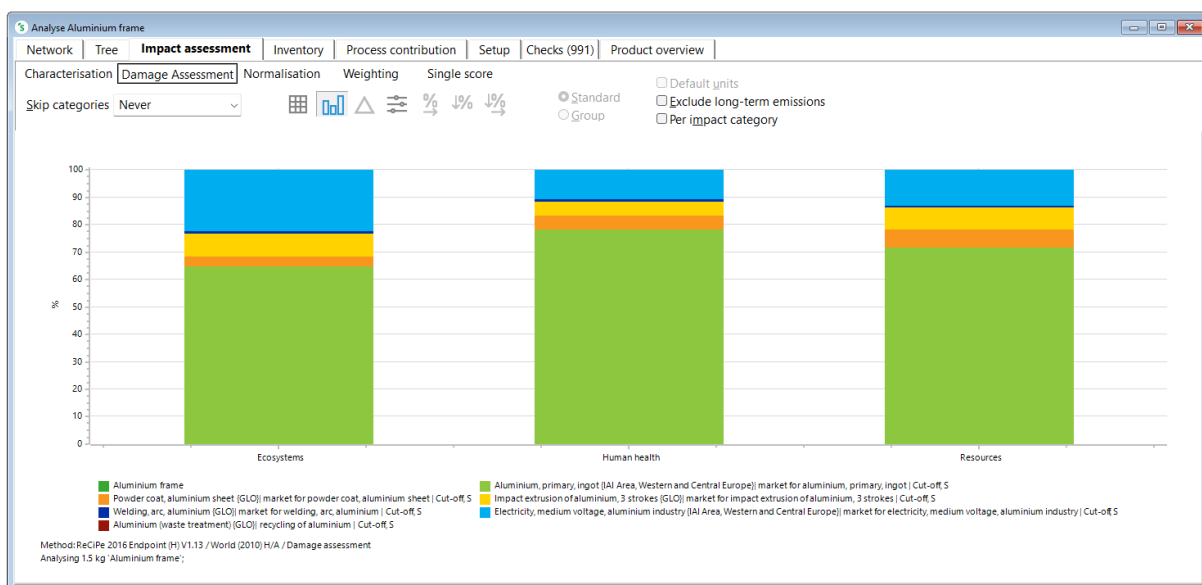 Analyse Aluminium frame
Network Tree Impact assessment Inventory Process contribution Setup Checks (991) Product overview
Characterisation Damage Assessment Normalisation Weighting Single score
Skip categories Never
Standard
Group
Default units
Exclude long-term emissions
Per impact category
100
90
80
70
60
50
40
30
20
10
0
%
Ecosystems Human health Resources
Aluminium frame
Aluminium, primary, ingot {IAI Area, Western and Central Europe}| market for aluminium, primary, ingot | Cut-off, S
Powder coat, aluminium sheet {GLO}| market for powder coat, aluminium sheet | Cut-off, S
Impact extrusion of aluminium, 3 strokes {GLO}| market for impact extrusion of aluminium, 3 strokes | Cut-off, S
Welding, arc, aluminium {GLO}| market for welding, arc, aluminium | Cut-off, S
Electricity, medium voltage, aluminium industry {IAI Area, Western and Central Europe}| market for electricity, medium voltage, aluminium industry | Cut-off, S
Aluminium (waste treatment) {GLO}| recycling of aluminium | Cut-off, S
Method: ReCiPe 2016 Endpoint (H) V1.13 / World (2010) H/A / Damage assessment
Analysing 1.5 kg 'Aluminium frame';